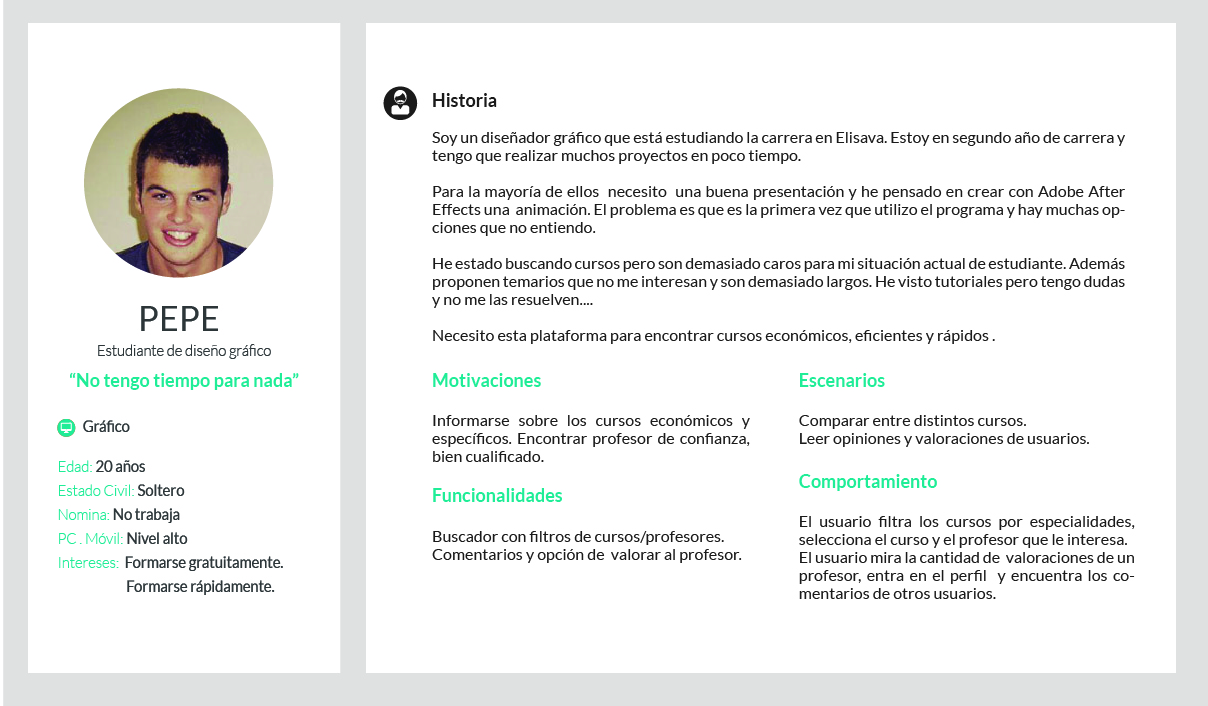 PEPE
Estudiante de diseño gráfico
“No tengo tiempo para nada”
Gráfico
Edad: 20 años
Estado Civil: Soltero
Nomina: No trabaja
PC . Móvil: Nivel alto
Intereses: Formarse gratuitamente.
Formarse rápidamente.
Historia
Soy un diseñador gráfico que está estudiando la carrera en Elisava. Estoy en segundo año de carrera y
tengo que realizar muchos proyectos en poco tiempo.
Para la mayoría de ellos necesito una buena presentación y he pensado en crear con Adobe After
Effects una animación. El problema es que es la primera vez que utilizo el programa y hay muchas op-
ciones que no entiendo.
He estado buscando cursos pero son demasiado caros para mi situación actual de estudiante. Además
proponen temarios que no me interesan y son demasiado largos. He visto tutoriales pero tengo dudas
y no me las resuelven....
Necesito esta plataforma para encontrar cursos económicos, eficientes y rápidos .
Motivaciones
Informarse sobre los cursos económicos y
específicos. Encontrar profesor de confianza,
bien cualificado.
Funcionalidades
Buscador con filtros de cursos/profesores.
Comentarios y opción de valorar al profesor.
Escenarios
Comparar entre distintos cursos.
Leer opiniones y valoraciones de usuarios.
Comportamiento
El usuario filtra los cursos por especialidades,
selecciona el curso y el profesor que le interesa.
El usuario mira la cantidad de valoraciones de un
profesor, entra en el perfil y encuentra los co-
mentarios de otros usuarios.